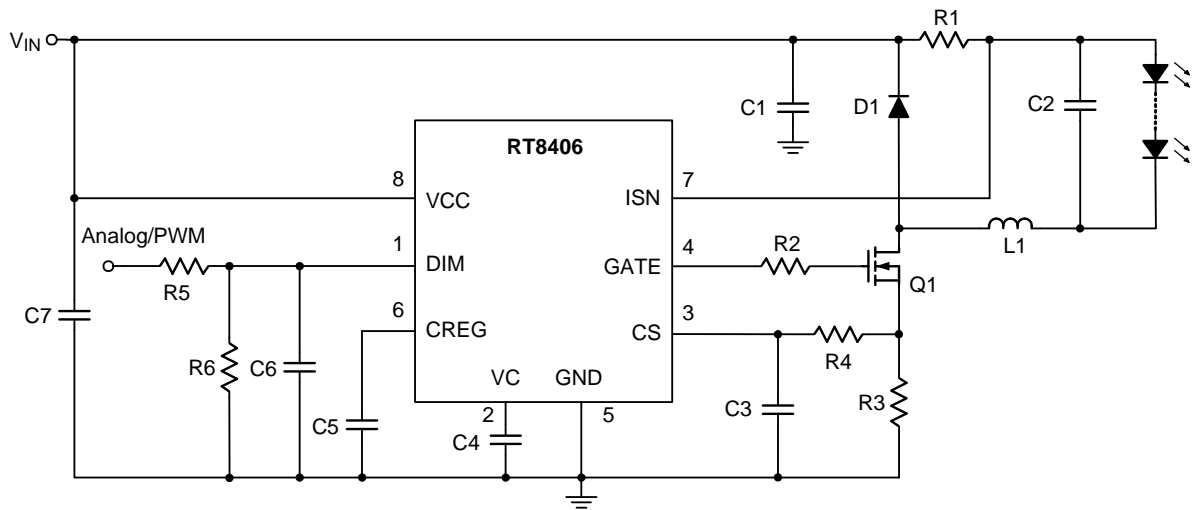 R1
VIN
C1
D1
C2
RT8406
8
7
VCC
ISN
Analog/PWM
1
4
R2
L1
DIM
GATE
Q1
R5
6
3
C7
CREG
CS
R4
R6
C6
VC
GND
C3
R3
C5
2
5
C4